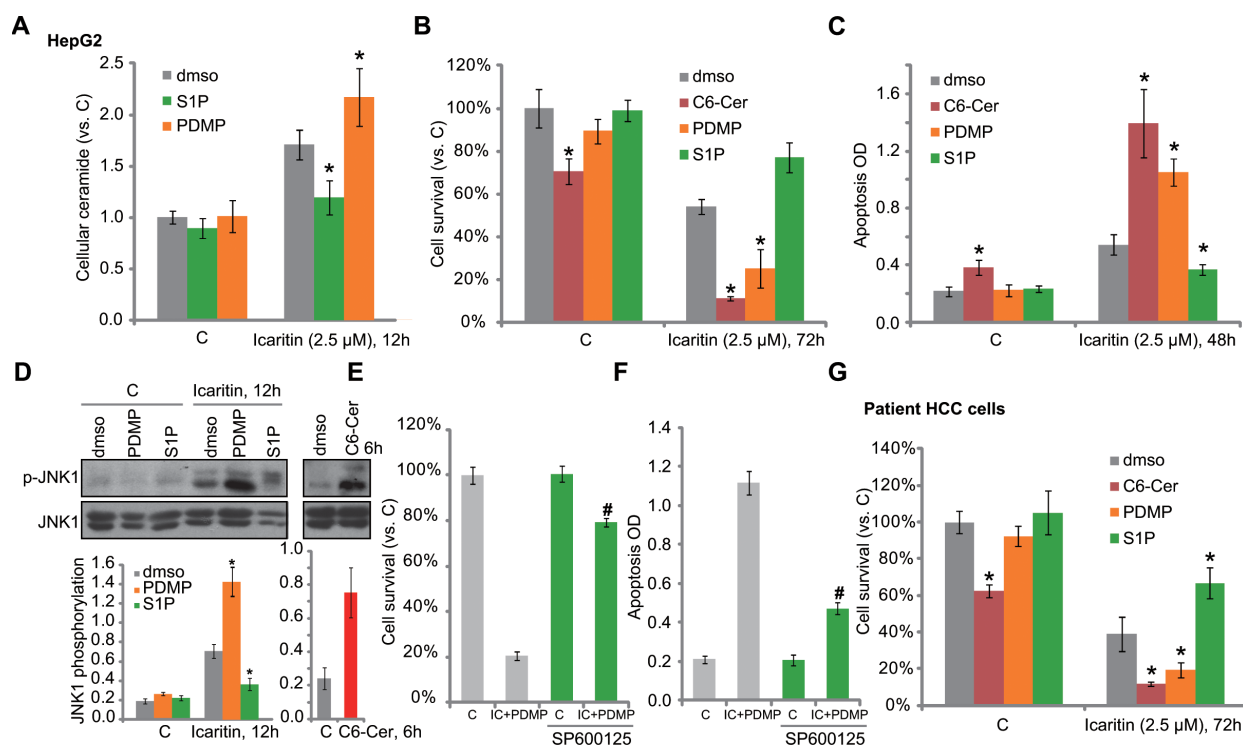 A
HepG2
Cellular ceramide (vs. C)
2.5
2.0
1.5
1.0
0.5
0.0
dmso
S1P
PDMP
*
*
C
Icaritin (2.5 µM), 12h
B
Cell survival (vs. C)
120%
100%
80%
60%
40%
20%
0%
dmso
C6-Cer
PDMP
S1P
*
*
*
C
Icaritin (2.5 µM), 72h
C
Apoptosis OD
1.6
1.2
0.8
0.4
0.0
dmso
C6-Cer
PDMP
S1P
*
*
*
*
C
Icaritin (2.5 µM), 48h
D
C
Icaritin, 12h
dmso
PDMP
S1P
dmso
PDMP
S1P
dmso
C6-Cer
6h
p-JNK1
JNK1
JNK1 phosphorylation
1.6
1.4
1.2
1.0
0.8
0.6
0.4
0.2
0.0
dmso
PDMP
S1P
*
*
C
Icaritin, 12h
1.0
0.8
0.6
0.4
0.2
0.0
C
C6-Cer, 6h
E
Cell survival (vs. C)
120%
100%
80%
60%
40%
20%
0%
#
C
IC+PDMP
C
IC+PDMP
SP600125
F
Apoptosis OD
1.4
1.2
1.0
0.8
0.6
0.4
0.2
0.0
#
C
IC+PDMP
C
IC+PDMP
SP600125
G
Patient HCC cells
Cell survival (vs. C)
140%
120%
100%
80%
60%
40%
20%
0%
dmso
C6-Cer
PDMP
S1P
*
*
*
*
C
Icaritin (2.5 µM), 72h